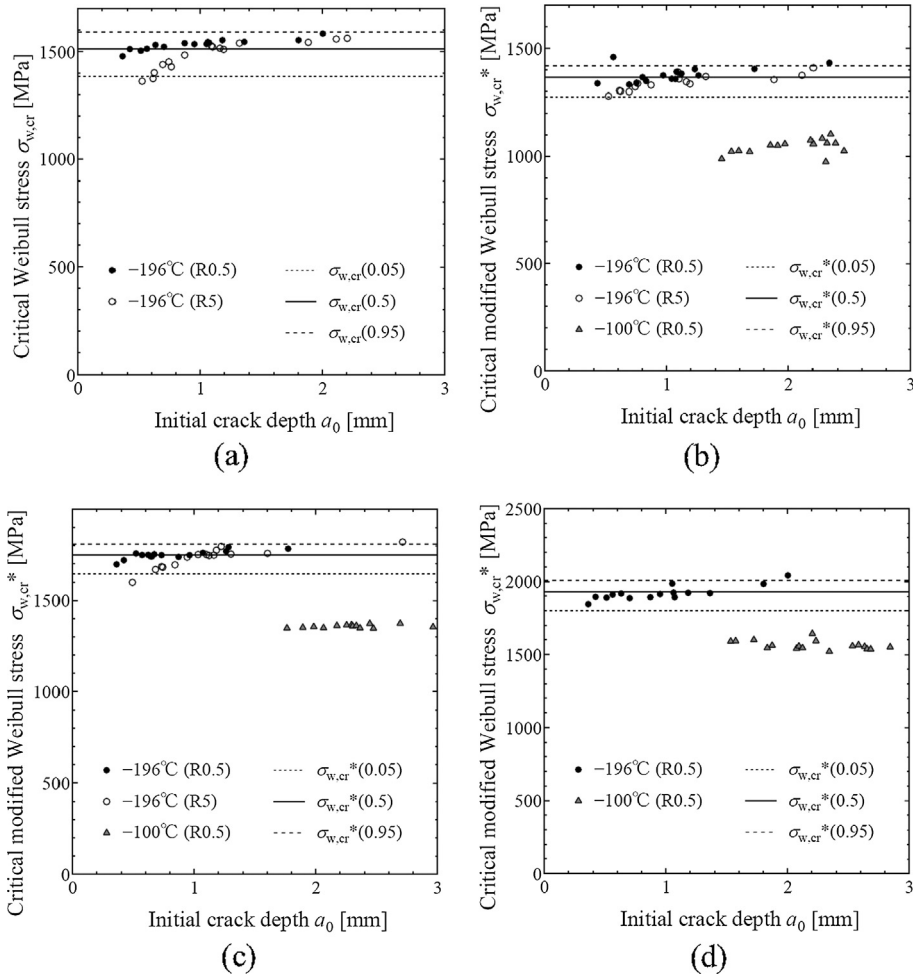 Critical Weibull stress σw,cr [MPa]
1500
1000
500
0
−196℃ (R0.5)
−196℃ (R5)
σw,cr(0.05)
σw,cr(0.5)
σw,cr(0.95)
0 1 2 3
Initial crack depth a0 [mm]
(a)
Critical modified Weibull stress σw,cr* [MPa]
1500
1000
500
0
−196℃ (R0.5)
−196℃ (R5)
−100℃ (R0.5)
σw,cr*(0.05)
σw,cr*(0.5)
σw,cr*(0.95)
0 1 2 3
Initial crack depth a0 [mm]
(b)
Critical modified Weibull stress σw,cr* [MPa]
1500
1000
500
0
−196℃ (R0.5)
−196℃ (R5)
−100℃ (R0.5)
σw,cr*(0.05)
σw,cr*(0.5)
σw,cr*(0.95)
0 1 2 3
Initial crack depth a0 [mm]
(c)
Critical modified Weibull stress σw,cr* [MPa]
2500
2000
1500
1000
500
0
−196℃ (R0.5)
−100℃ (R0.5)
σw,cr*(0.05)
σw,cr*(0.5)
σw,cr*(0.95)
0 1 2 3
Initial crack depth a0 [mm]
(d)